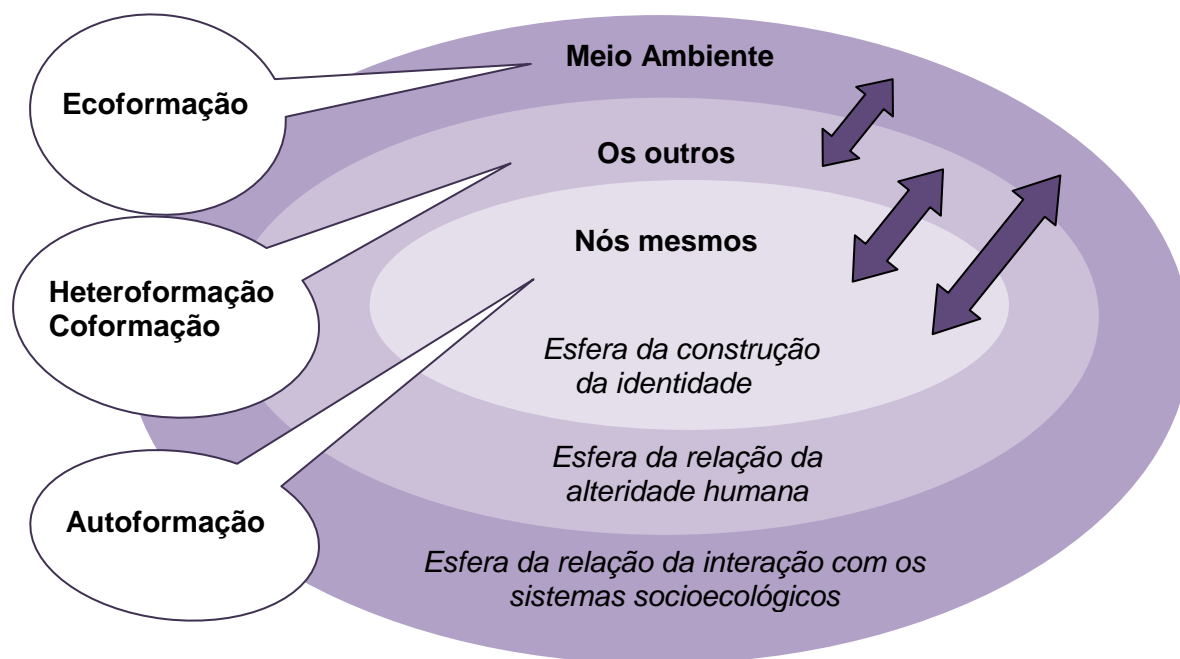 Meio Ambiente
Ecoformação
Os outros
Nós mesmos
Heteroformação
Coformação
Esfera da construção
da identidade
Esfera da relação da
alteridade humana
Autoformação
Esfera da relação da interação com os
sistemas socioecológicos